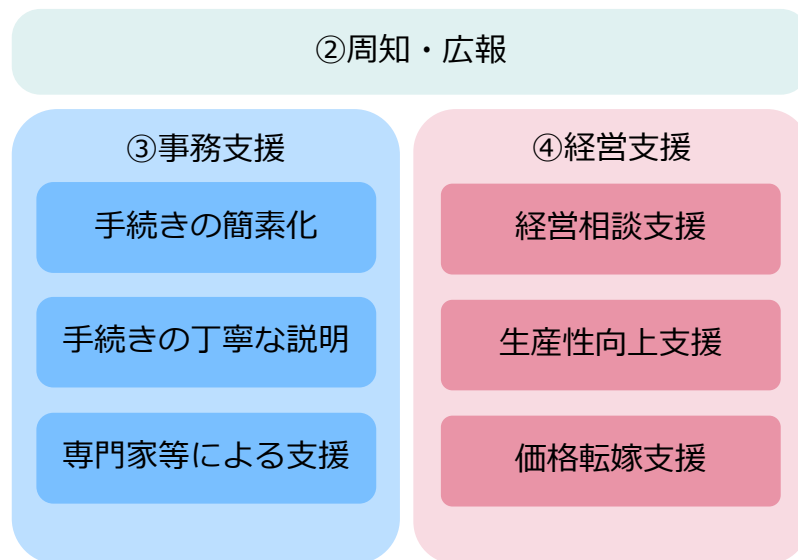 ②周知・広報
③事務支援
手続きの簡素化
手続きの丁寧な説明
専門家等による支援
④経営支援
経営相談支援
生産性向上支援
価格転嫁支援